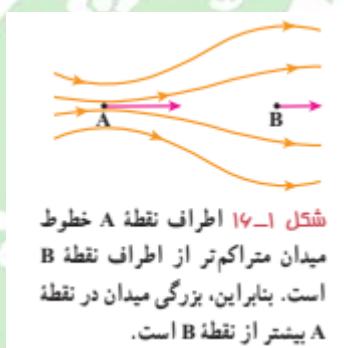 A
B
شکل ۱ــ۱۶ اطراف نقطهٔ A خطوط
میدان متراکم‌تر از اطراف نقطهٔ B
است. بنابراین، بزرگی میدان در نقطهٔ
A بیشتر از نقطهٔ B است.